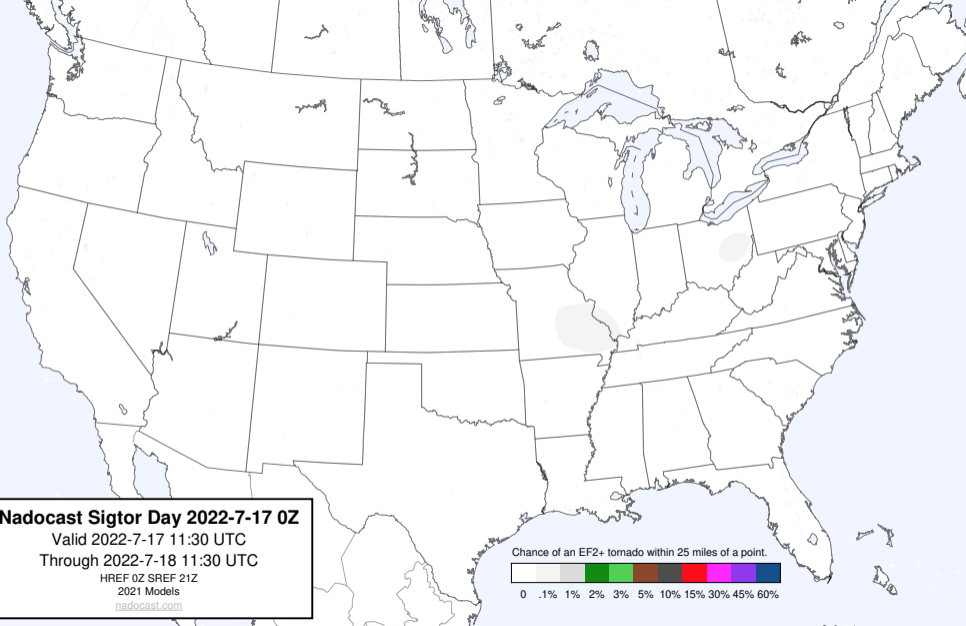 Nadocast Sigtor Day 2022-7-17 0Z
Valid 2022-7-17 11:30 UTC
Through 2022-7-18 11:30 UTC
HREF 0Z SREF 21Z
2021 Models
nadocast.com
Chance of an EF2+ tornado within 25 miles of a point.
0 .1% 1% 2% 3% 5% 10% 15% 30% 45% 60%